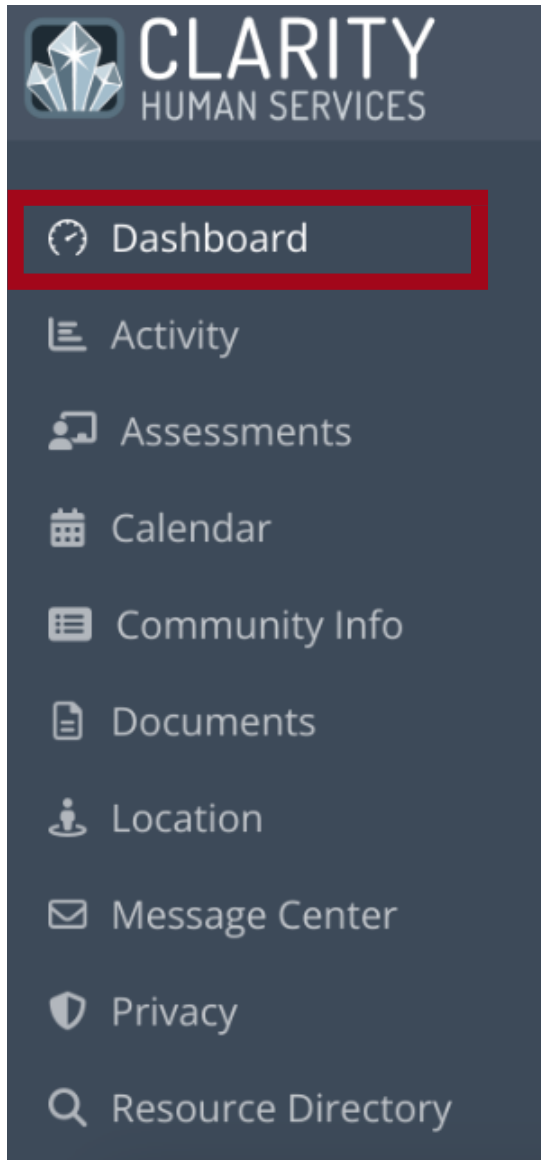 CLARITY
HUMAN SERVICES
Dashboard
Activity
Assessments
Calendar
Community Info
Documents
Location
Message Center
Privacy
Resource Directory